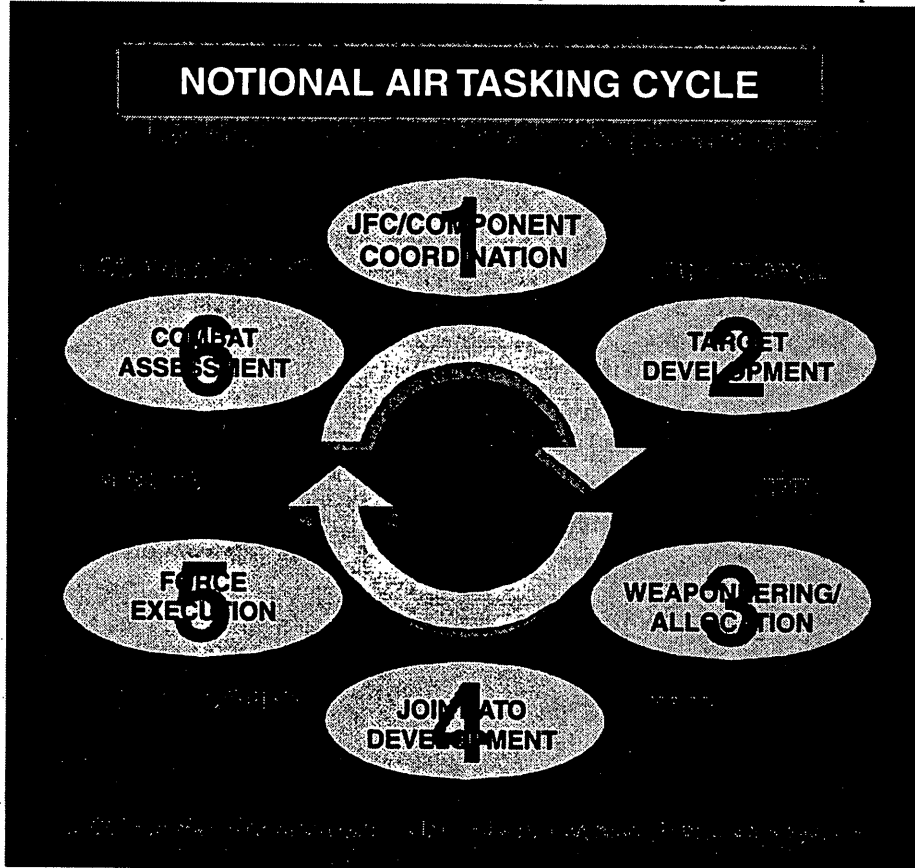 NOTIONAL AIR TASKING CYCLE
1
JFC/COMPONENT
COORDINATION
2
TARGET
DEVELOPMENT
3
WEAPONEERING/
ALLOCATION
4
JOINT ATO
DEVELOPMENT
5
FORCE
EXECUTION
6
COMBAT
ASSESSMENT